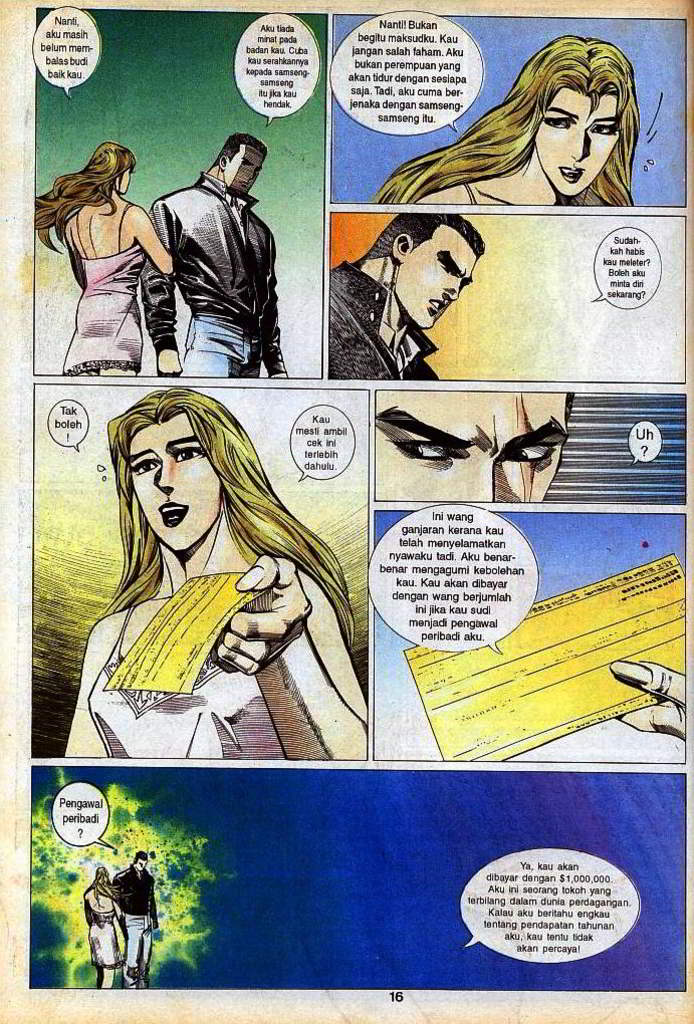 Nanti,
aku masih
belum mem-
balas budi
baik kau.
Aku tiada
minat pada
badan kau. Cuba
kau serahkannya
kepada samseng-
samseng
itu jika kau
hendak.
Nanti! Bukan
begitu maksudku. Kau
jangan salah faham. Aku
bukan perempuan yang
akan tidur dengan sesiapa
saja. Tadi, aku cuma ber-
jenaka dengan samseng-
samseng itu.
Sudah-
kah habis
kau meleter?
Boleh aku
minta diri
sekarang?
Tak
boleh
!
Kau
mesti ambil
cek ini
terlebih
dahulu.
Uh
?
Ini wang
ganjaran kerana kau
telah menyelamatkan
nyawaku tadi. Aku benar-
benar mengagumi kebolehan
kau. Kau akan dibayar
dengan wang berjumlah
ini jika kau sudi
menjadi pengawal
peribadi aku.
Pengawal
peribadi
?
Ya, kau akan
dibayar dengan $1,000,000.
Aku ini seorang tokoh yang
terbilang dalam dunia perdagangan.
Kalau aku beritahu engkau
tentang pendapatan tahunan
aku, kau tentu tidak
akan percaya!
16